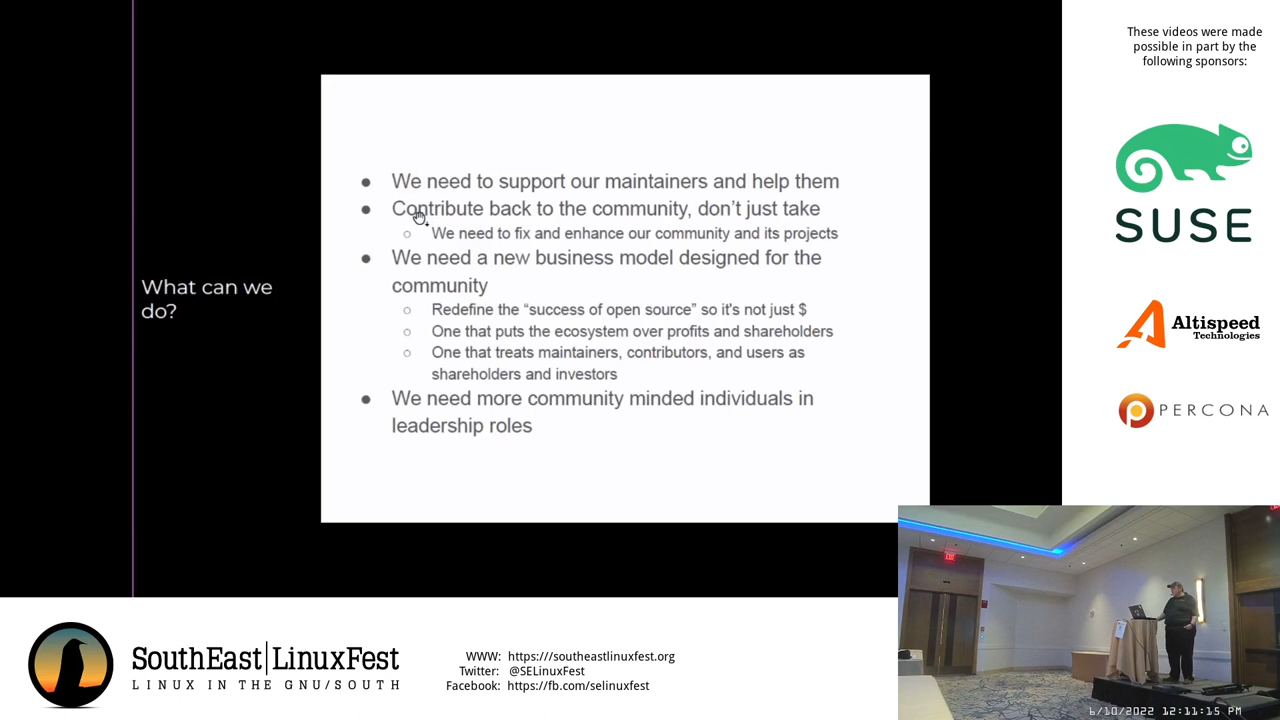 These videos were made
possible in part by the
following sponsors:
SUSE
Altispeed
Technologies
PERCONA
What can we
do?
● We need to support our maintainers and help them
● Contribute back to the community, don’t just take
○ We need to fix and enhance our community and its projects
● We need a new business model designed for the
community
○ Redefine the “success of open source” so it's not just $
○ One that puts the ecosystem over profits and shareholders
○ One that treats maintainers, contributors, and users as
shareholders and investors
● We need more community minded individuals in
leadership roles
EXIT
6/10/2022 12:11:15 PM
SouthEast|LinuxFest
LINUX IN THE GNU/SOUTH
WWW: https:///southeastlinuxfest.org
Twitter: @SELinuxFest
Facebook: https://fb.com/selinuxfest